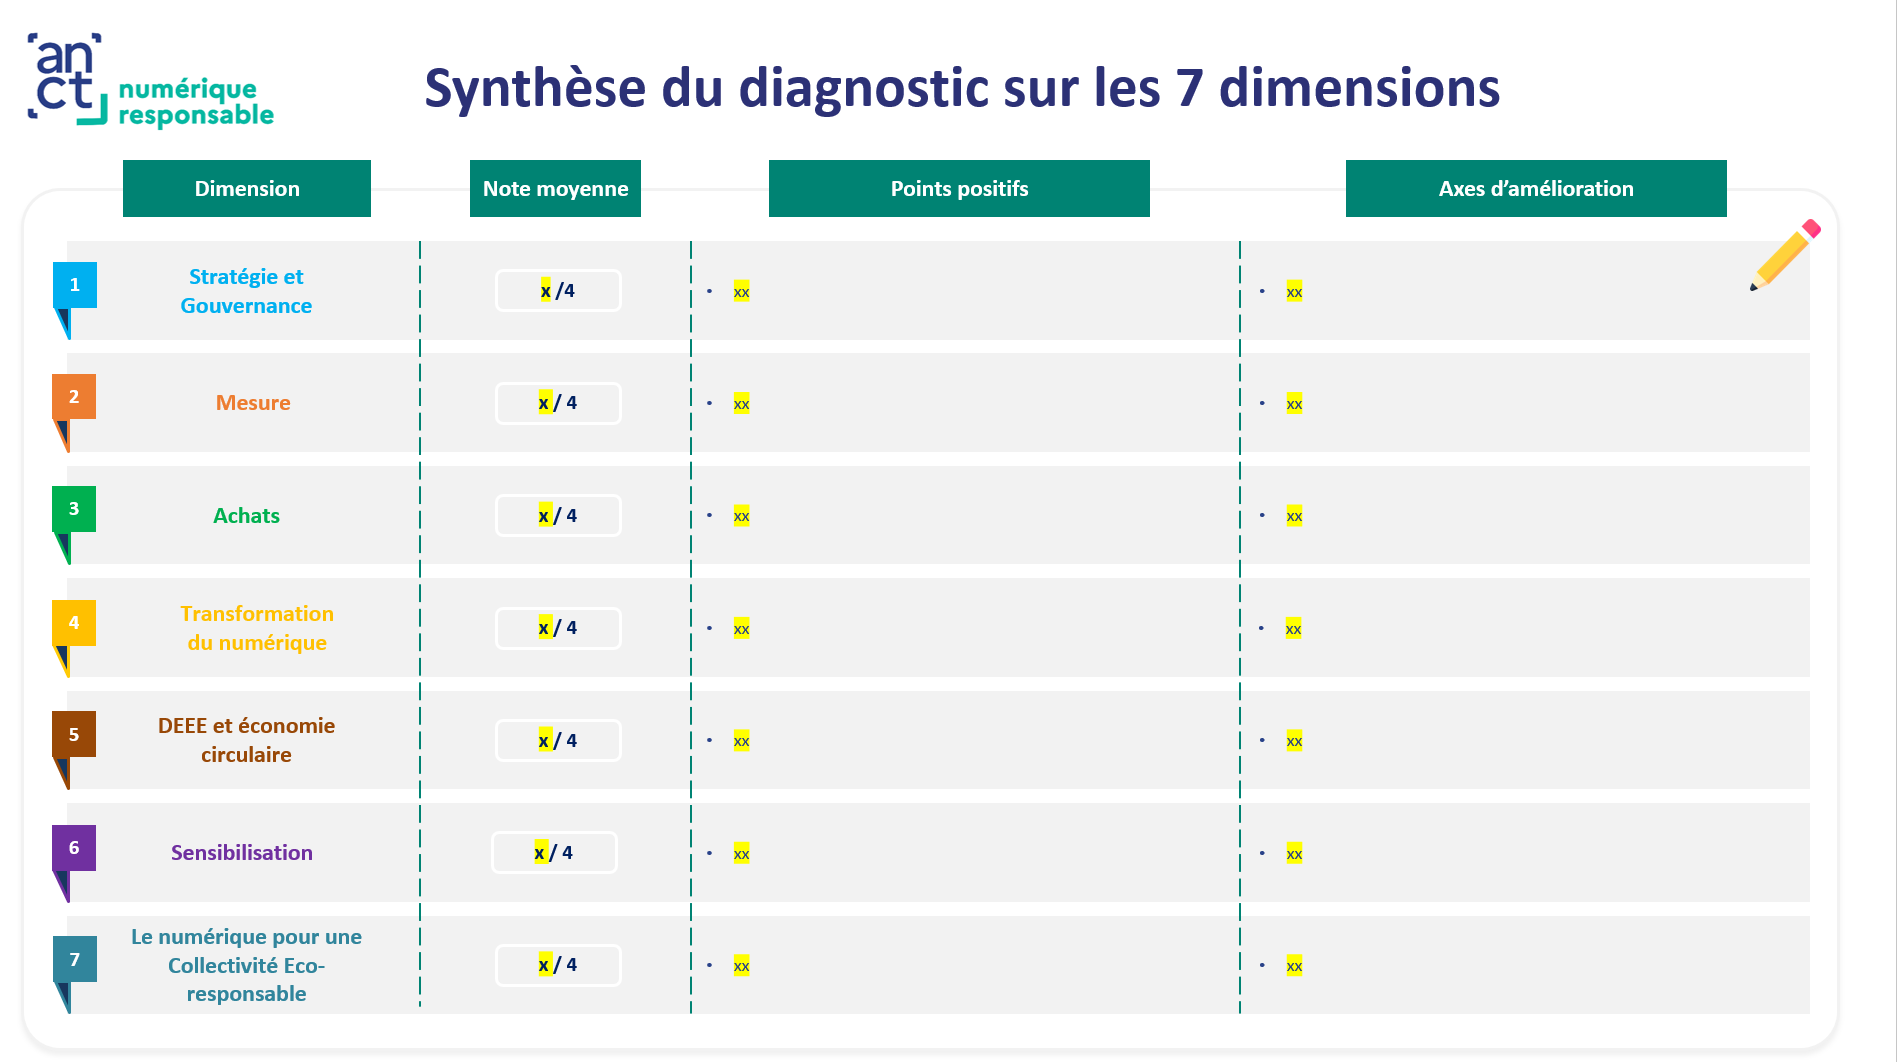 an
ct
numérique
responsable
Synthèse du diagnostic sur les 7 dimensions
Dimension
Note moyenne
Points positifs
Axes d’amélioration
1
Stratégie et
Gouvernance
x /4
• xx
• xx
2
Mesure
x / 4
• xx
• xx
3
Achats
x / 4
• xx
• xx
4
Transformation
du numérique
x / 4
• xx
• xx
5
DEEE et économie
circulaire
x / 4
• xx
• xx
6
Sensibilisation
x / 4
• xx
• xx
7
Le numérique pour une
Collectivité Eco-
responsable
x / 4
• xx
• xx